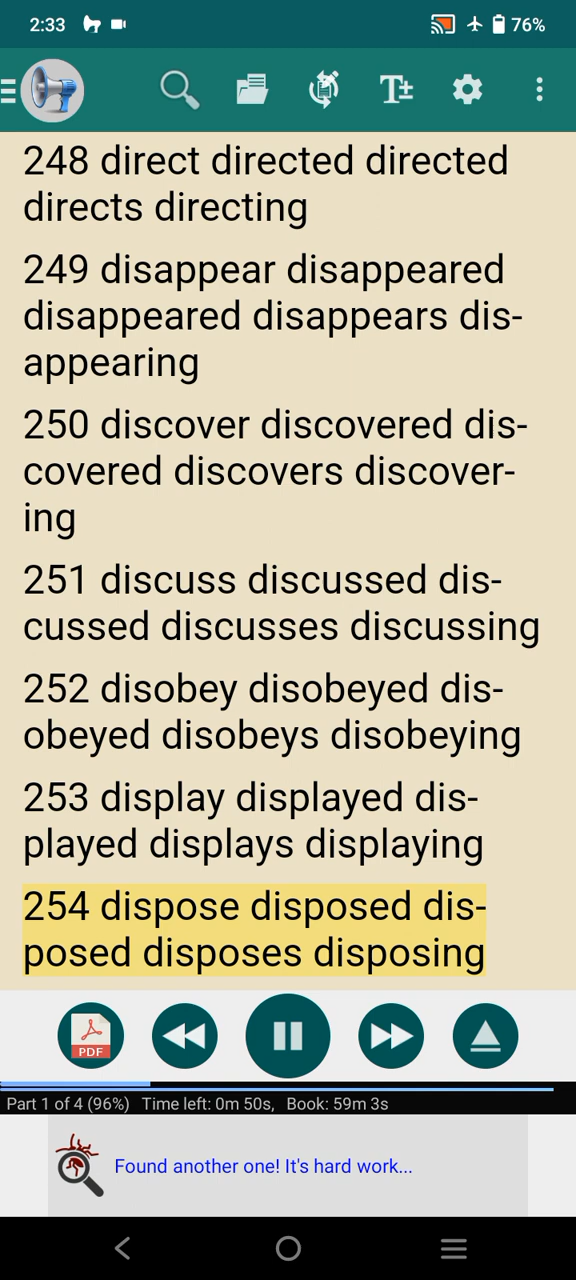 2:33
76%
T±
248 direct directed directed
directs directing
249 disappear disappeared
disappeared disappears dis-
appearing
250 discover discovered dis-
covered discovers discover-
ing
251 discuss discussed dis-
cussed discusses discussing
252 disobey disobeyed dis-
obeyed disobeys disobeying
253 display displayed dis-
played displays displaying
254 dispose disposed dis-
posed disposes disposing
PDF
Part 1 of 4 (96%) Time left: 0m 50s, Book: 59m 3s
Found another one! It's hard work...